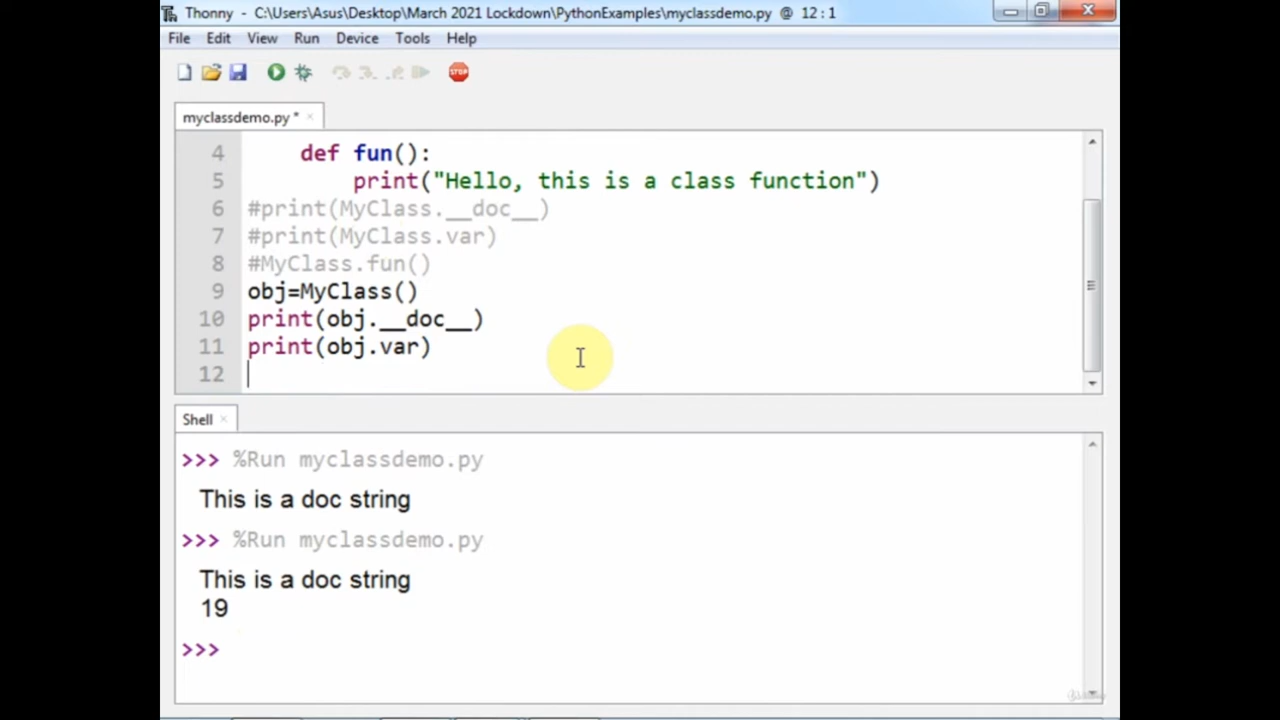 Thonny - C:\Users\Asus\Desktop\March 2021 Lockdown\PythonExamples\myclassdemo.py @ 12 : 1
File Edit View Run Device Tools Help
STOP
myclassdemo.py * ×
4     def fun():
5         print("Hello, this is a class function")
6 #print(MyClass.__doc__)
7 #print(MyClass.var)
8 #MyClass.fun()
9 obj=MyClass()
10 print(obj.__doc__)
11 print(obj.var)
12
Shell ×
>>> %Run myclassdemo.py
This is a doc string
>>> %Run myclassdemo.py
This is a doc string
19
>>>